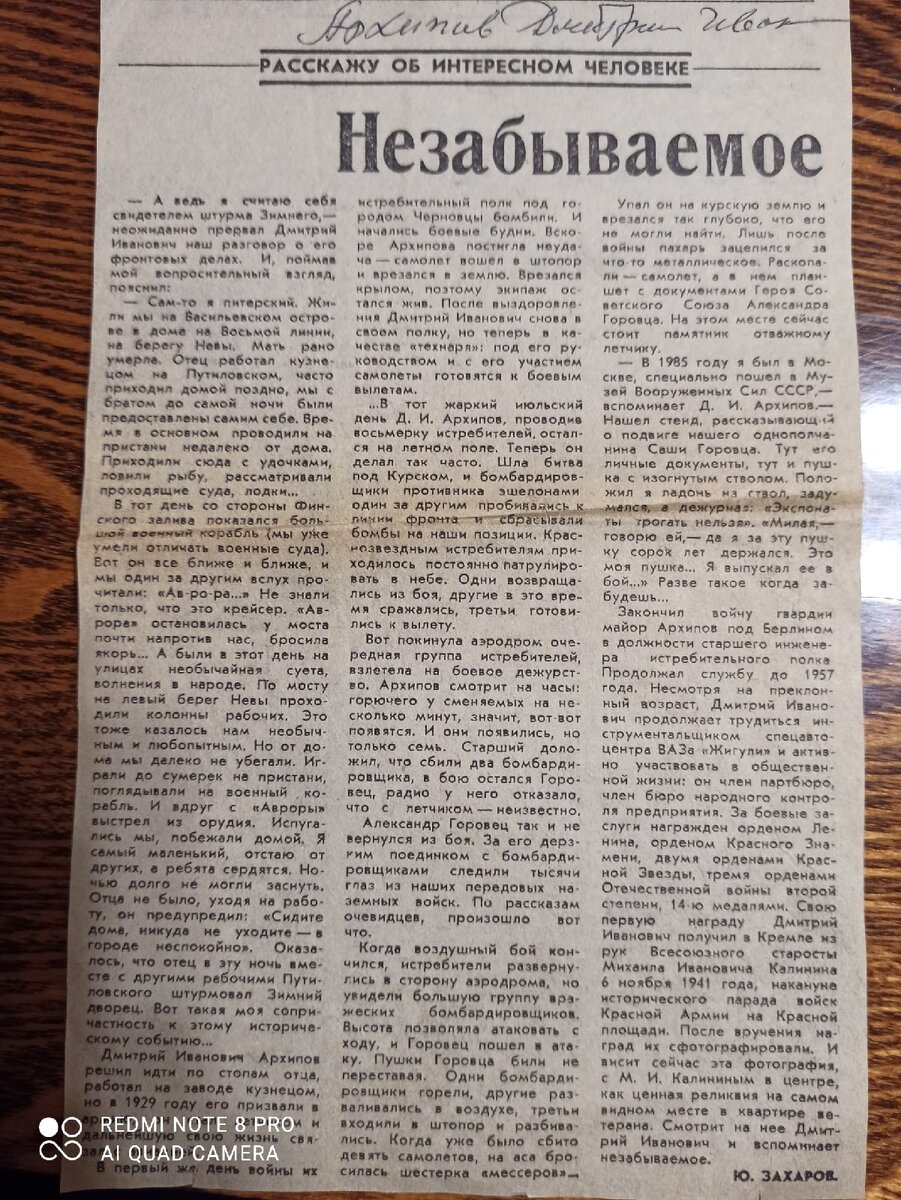 Архипов Дмитрий Иван
РАССКАЖУ ОБ ИНТЕРЕСНОМ ЧЕЛОВЕКЕ
Незабываемое
— А ведь я считаю себя
свидетелем штурма Зимнего,—
неожиданно прервал Дмитрий
Иванович наш разговор о его
фронтовых делах. И, поймав
мой вопросительный взгляд,
пояснил:
— Сам-то я питерский. Жи-
ли мы на Васильевском остро-
ве в доме на Восьмой линии,
на берегу Невы. Мать рано
умерла. Отец работал кузне-
цом на Путиловском, часто
приходил домой поздно, мы с
братом до самой ночи были
предоставлены самим себе. Вре-
мя в основном проводили на
пристани недалеко от дома.
Приходили сюда с удочками,
ловили рыбу, рассматривали
проходящие суда, лодки...
В тот день со стороны Фин-
ского залива показался боль-
шой военный корабль (мы уже
умели отличать военные суда).
Вот он все ближе и ближе, и
мы один за другим вслух про-
читали: «Ав-ро-ра...» Не знали
только, что это крейсер. «Ав-
рора» остановилась у моста
почти напротив нас, бросила
якорь... А были в этот день на
улицах необычайная суета,
волнения в народе. По мосту
не левый берег Невы прохо-
дили колонны рабочих. Это
тоже казалось нам необыч-
ным и любопытным. Но от до-
ма мы далеко не убегали. Иг-
рали до сумерек на пристани,
поглядывали на военный ко-
рабль. И вдруг с «Авроры»
выстрел из орудия. Испуга-
лись мы, побежали домой. Я
самый маленький, отстаю от
других, а ребята сердятся. Но-
чью долго не могли заснуть.
Отца не было, уходя на рабо-
ту, он предупредил: «Сидите
дома, никуда не уходите — в
городе неспокойно». Оказа-
лось, что отец в эту ночь вме-
сте с другими рабочими Пути-
ловского штурмовал Зимний
дворец. Вот такая моя сопри-
частность к этому историче-
скому событию...
Дмитрий Иванович Архипов
решил идти по стопам отца,
работал на заводе кузнецом,
но в 1929 году его призвали в
и
дальнейшую свою жизнь свя-
В первый же день войны их
истребительный полк под го-
родом Черновцы бомбили. И
начались боевые будни. Вско-
ре Архипова постигла неуда-
ча — самолет вошел в штопор
и врезался в землю. Врезался
крылом, поэтому экипаж ос-
тался жив. После выздоровле-
ния Дмитрий Иванович снова в
своем полку, но теперь в ка-
честве «технаря»: под его ру-
ководством и с его участием
самолеты готовятся к боевым
вылетам.
...В тот жаркий июльский
день Д. И. Архипов, проводив
восьмерку истребителей, остал-
ся на летном поле. Теперь он
делал так часто. Шла битва
под Курском, и бомбардиров-
щики противника эшелонами
один за другим пробивались к
линии фронта и сбрасывали
бомбы на наши позиции. Крас-
нозвездным истребителям при-
ходилось постоянно патрулиро-
вать в небе. Одни возвраща-
лись из боя, другие в это вре-
мя сражались, третьи готови-
лись к вылету.
Вот покинула аэродром оче-
редная группа истребителей,
взлетела на боевое дежурст-
во. Архипов смотрит на часы:
горючего у сменяемых на не-
сколько минут, значит, вот-вот
появятся. И они появились, но
только семь. Старший доло-
жил, что сбили два бомбарди-
ровщика, в бою остался Горо-
вец, радио у него отказало,
что с летчиком — неизвестно.
Александр Горовец так и не
вернулся из боя. За его дерз-
ким поединком с бомбарди-
ровщиками следили тысячи
глаз из наших передовых на-
земных войск. По рассказам
очевидцев, произошло вот
что.
Когда воздушный бой кон-
чился, истребители разверну-
лись в сторону аэродрома, но
увидели большую группу вра-
жеских бомбардировщиков.
Высота позволяла атаковать с
ходу, и Горовец пошел в ата-
ку. Пушки Горовца били не
переставая. Одни бомбарди-
ровщики горели, другие раз-
валивались в воздухе, третьи
входили в штопор и разбива-
лись. Когда уже было сбито
девять самолетов, на аса бро-
силась шестерка «мессеров»...
Упал он на курскую землю и
врезался так глубоко, что его
не могли найти. Лишь после
войны пахарь зацепился за
что-то металлическое. Раскопа-
ли — самолет, а в нем план-
шет с документами Героя Со-
ветского Союза Александра
Горовца. На этом месте сейчас
стоит памятник отважному
летчику.
— В 1985 году я был в Мос-
кве, специально пошел в Му-
зей Вооруженных Сил СССР,—
вспоминает Д. И. Архипов.—
Нашел стенд, рассказывающий
о подвиге нашего однополча-
нина Саши Горовца. Тут его
личные документы, тут и пуш-
ка с изогнутым стволом. Поло-
жил я ладонь на ствол, заду-
мался, а дежурная: «Экспона-
ты трогать нельзя». «Милая,—
говорю ей,— да я за эту пуш-
ку сорок лет держался. Это
моя пушка... Я выпускал ее в
бой...» Разве такое когда за-
будешь...
Закончил войну гвардии
майор Архипов под Берлином
в должности старшего инжене-
ра истребительного полка
Продолжал службу до 1957
года. Несмотря на преклон-
ный возраст, Дмитрий Ивано-
вич продолжает трудиться ин-
струментальщиком спецавто-
центра ВАЗа «Жигули» и актив-
но участвовать в обществен-
ной жизни: он член партбюро,
член бюро народного контро-
ля предприятия. За боевые за-
слуги награжден орденом Ле-
нина, орденом Красного Зна-
мени, двумя орденами Крас-
ной Звезды, тремя орденами
Отечественной войны второй
степени, 14-ю медалями. Свою
первую награду Дмитрий
Иванович получил в Кремле из
рук Всесоюзного старосты
Михаила Ивановича Калинина
6 ноября 1941 года, накануне
исторического парада войск
Красной Армии на Красной
площади. После вручения на-
град их сфотографировали. И
висит сейчас эта фотография,
с М. И. Калининым в центре,
как ценная реликвия на самом
видном месте в квартире ве-
терана. Смотрит на нее Дмит-
рий Иванович и вспоминает
незабываемое.
Ю. ЗАХАРОВ.
REDMI NOTE 8 PRO
AI QUAD CAMERA